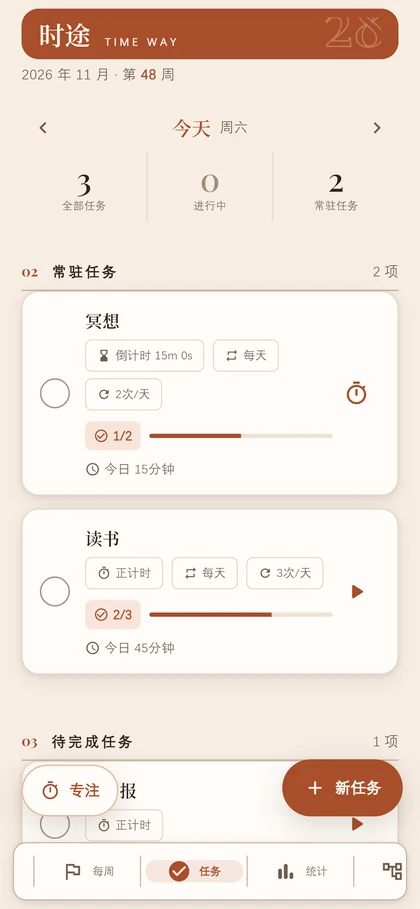 时途 TIME WAY 28
2026 年 11 月 · 第 48 周
今天 周六
3 0 2
全部任务 进行中 常驻任务
02 常驻任务 2 项
冥想
倒计时 15m 0s 每天
2次/天
1/2
今日 15分钟
读书
正计时 每天 3次/天
2/3
今日 45分钟
03 待完成任务 1 项
专注 报 + 新任务
正计时
每周 任务 统计